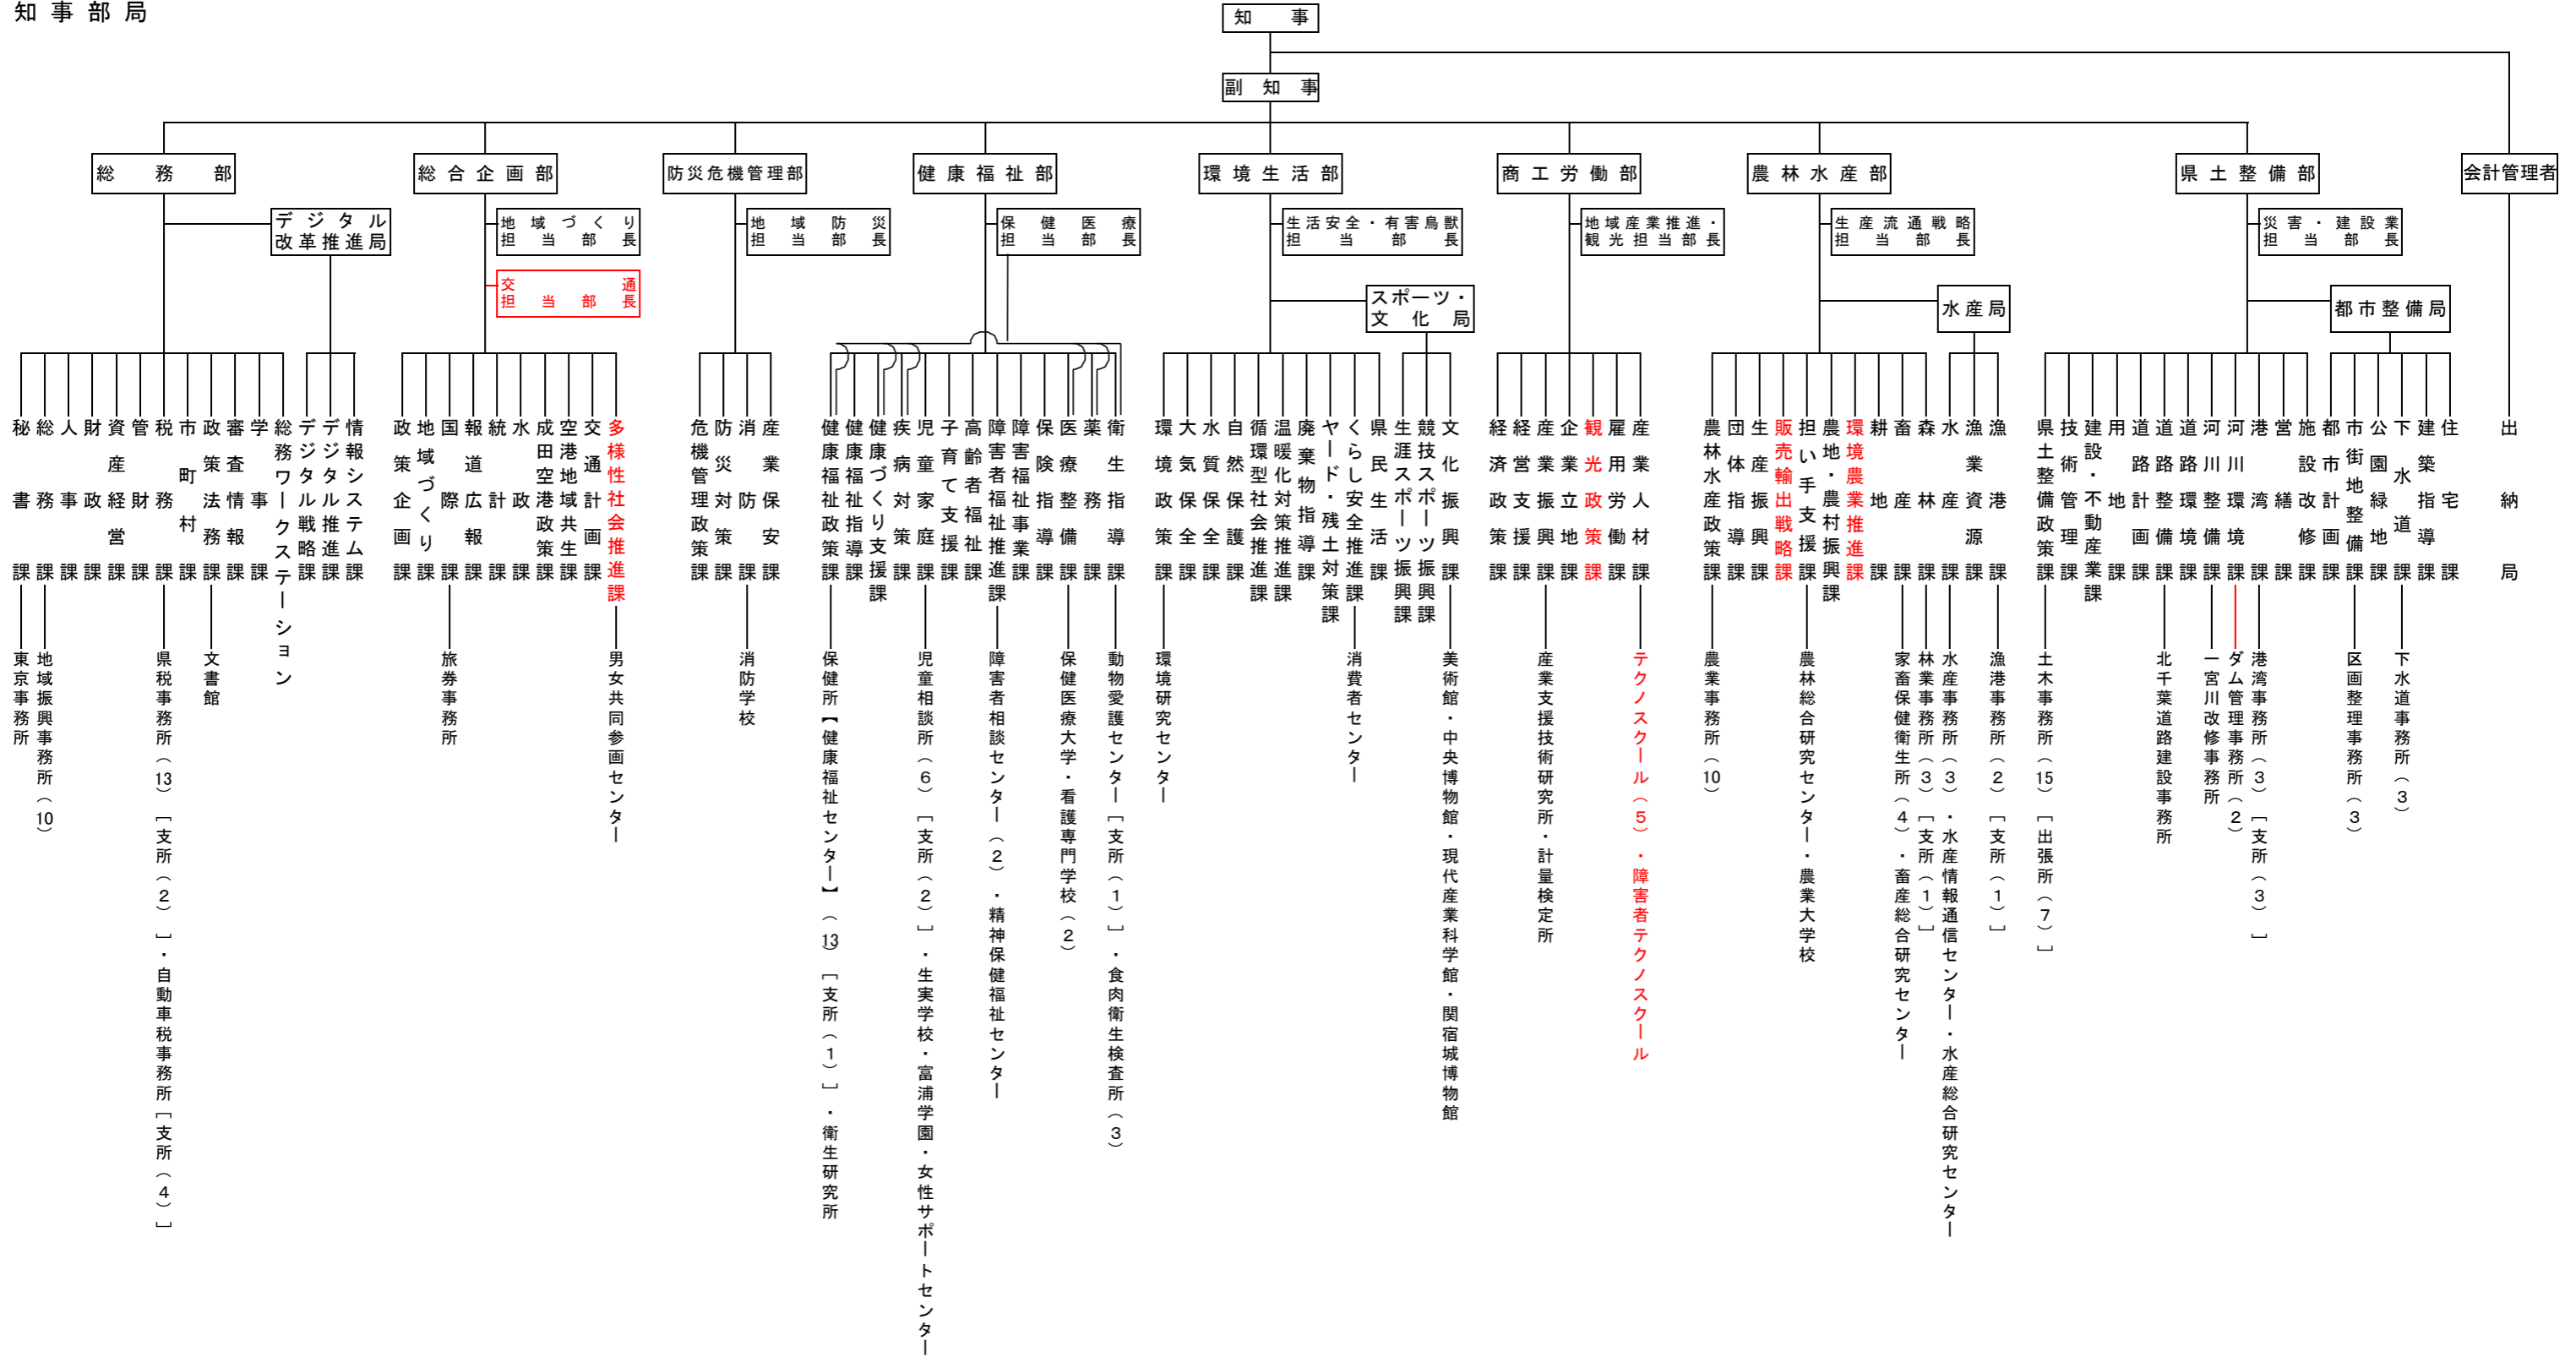 知事部局
知事
副知事
総務部
総合企画部
防災危機管理部
健康福祉部
環境生活部
商工労働部
農林水産部
県土整備部
会計管理者
デジタル
改革推進局
地域づくり
担当部長
交通
担当部長
地域防災
担当部長
保健医療
担当部長
生活安全・有害鳥獣
担当部長
スポーツ・
文化局
地域産業推進・
観光担当部長
生産流通戦略
担当部長
水産局
災害・建設業
担当部長
都市整備局
秘書課
総務課
人事課
財政課
資産経営課
管財課
税務課
市町村課
政策法務課
審査情報課
学事課
総務ワークステーション
デジタル戦略課
デジタル推進課
情報システム課
政策企画課
地域づくり課
国際課
報道広報課
統計課
水政課
成田空港政策課
空港地域共生課
交通計画課
多様性社会推進課
危機管理政策課
防災対策課
消防課
産業保安課
健康福祉政策課
健康福祉指導課
健康づくり支援課
疾病対策課
児童家庭課
子育て支援課
高齢者福祉課
障害者福祉推進課
障害福祉事業課
保険指導課
医療整備課
薬務課
衛生指導課
環境政策課
大気保全課
水質保全課
自然保護課
循環型社会推進課
温暖化対策推進課
廃棄物指導課
ヤード・残土対策課
くらし安全推進課
県民生活課
生涯スポーツ振興課
競技スポーツ振興課
文化振興課
経済政策課
経営支援課
産業振興課
企業立地課
観光政策課
雇用労働課
産業人材課
農林水産政策課
団体指導課
生産振興課
販売輸出戦略課
担い手支援課
農地・農村振興課
環境農業推進課
耕地課
畜産課
森林課
水産課
漁業資源課
漁港課
県土整備政策課
技術管理課
建設・不動産業課
用地課
道路計画課
道路整備課
道路環境課
河川整備課
河川環境課
港湾課
営繕課
施設改修課
都市計画課
市街地整備課
公園緑地課
下水道課
建築指導課
住宅課
出納局
東京事務所
地域振興事務所(10)
県税事務所(13)[支所(2)]・自動車税事務所[支所(4)]
文書館
旅券事務所
男女共同参画センター
消防学校
保健所【健康福祉センター】(13)[支所(1)]・衛生研究所
児童相談所(6)[支所(2)]・生実学校・富浦学園・女性サポートセンター
障害者相談センター(2)・精神保健福祉センター
保健医療大学・看護専門学校(2)
動物愛護センター[支所(1)]・食肉衛生検査所(3)
環境研究センター
消費者センター
美術館・中央博物館・現代産業科学館・関宿城博物館
産業支援技術研究所・計量検定所
テクノスクール(5)・障害者テクノスクール
農業事務所(10)
農林総合研究センター・農業大学校
家畜保健衛生所(4)・畜産総合研究センター
林業事務所(3)[支所(1)]
水産事務所(3)・水産情報通信センター・水産総合研究センター
漁港事務所(2)[支所(1)]
土木事務所(15)[出張所(7)]
北千葉道路建設事務所
一宮川改修事務所
ダム管理事務所(2)
港湾事務所(3)[支所(3)]
区画整理事務所(3)
下水道事務所(3)